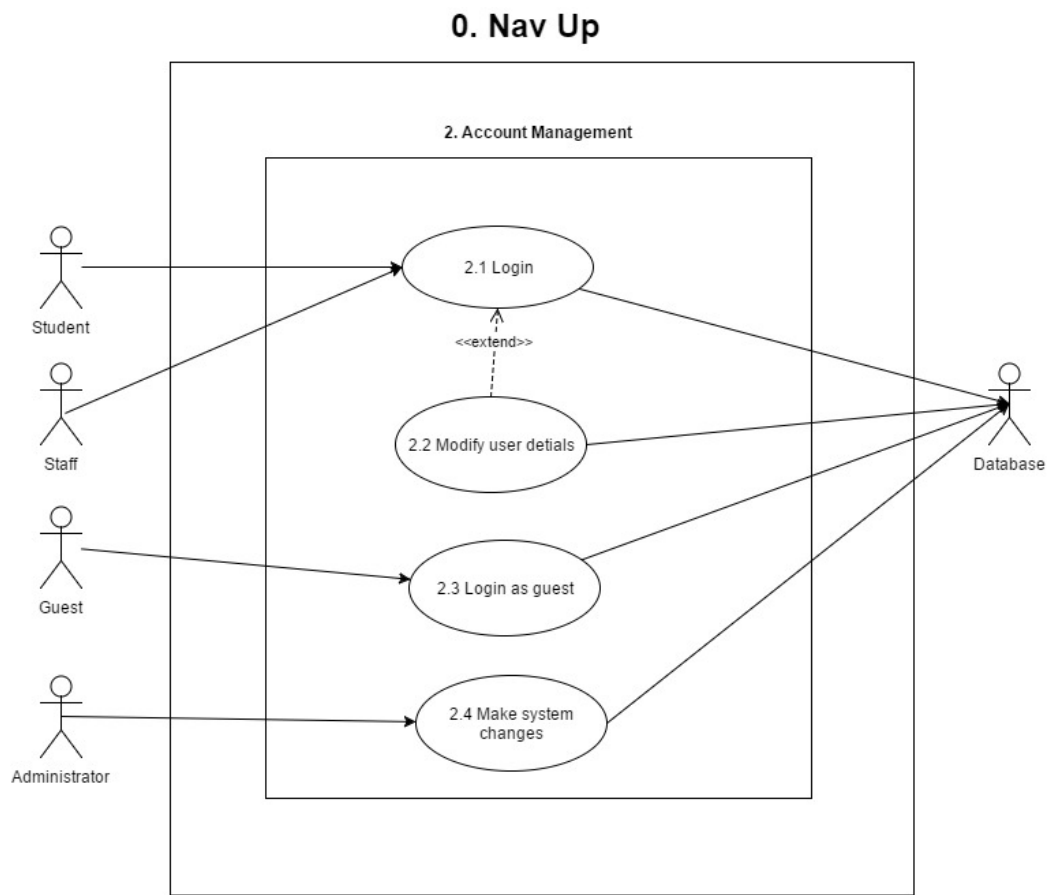 0. Nav Up
2. Account Management
2.1 Login
Student
<<extend>>
Staff
2.2 Modify user detials
Database
Guest
2.3 Login as guest
Administrator
2.4 Make system
changes